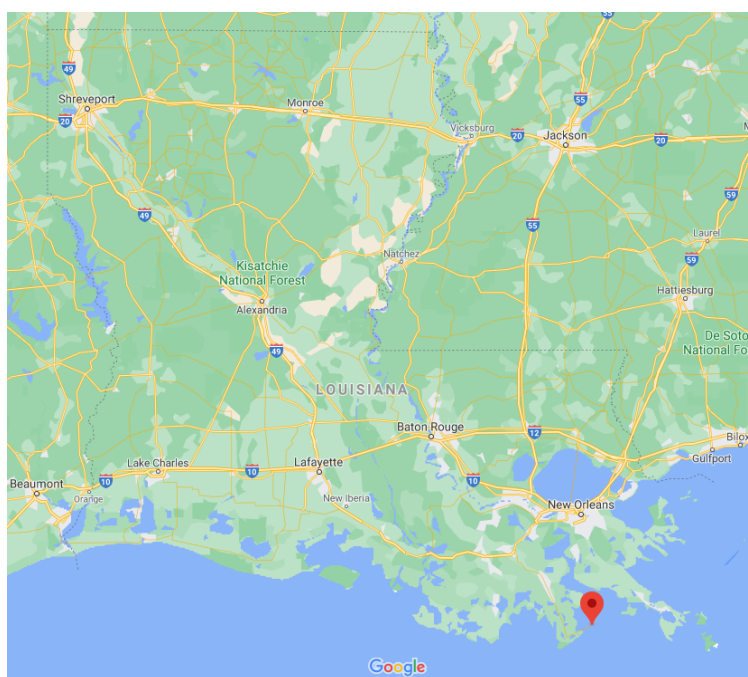 49
Shreveport
20
Monroe
Vicksburg
20
55
Jackson
20
59
49
Natchez
55
Laurel
59
Kisatchie
National Forest
Alexandria
Hattiesburg
49
De Soto
National Fo
LOUISIANA
Baton Rouge
12
Bilox
Gulfport
Lake Charles
10
Lafayette
10
10
Beaumont
Orange
New Iberia
New Orleans
Google